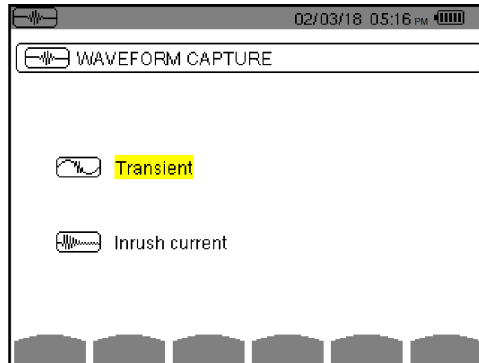 02/03/18 05:16 PM
WAVEFORM CAPTURE
Transient
Inrush current